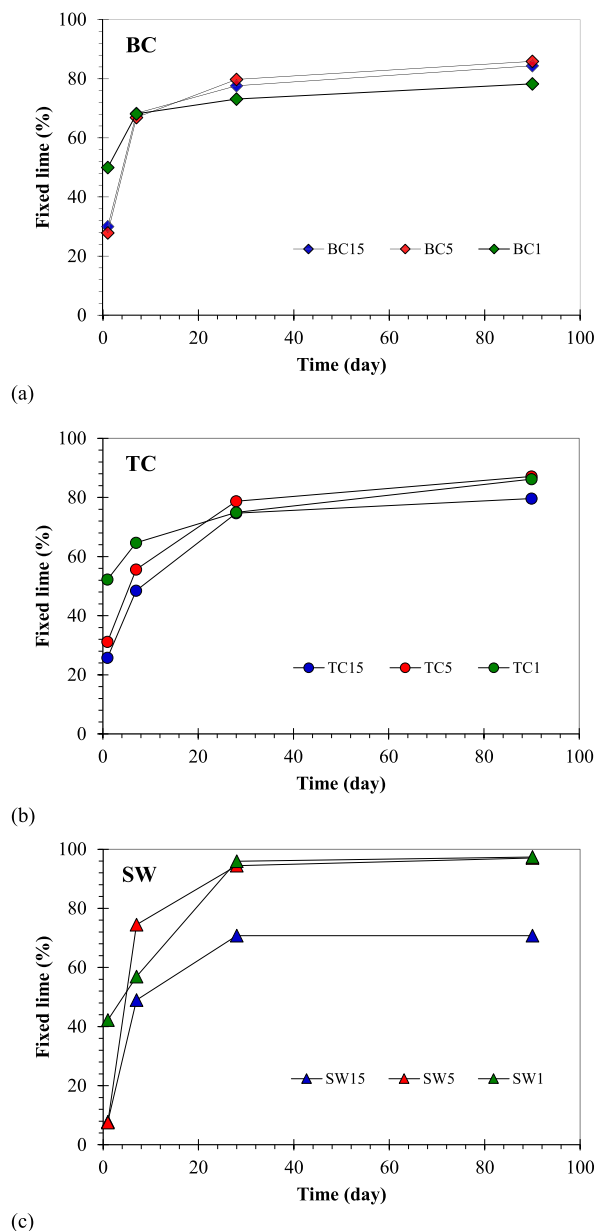 BC
100
80
60
40
20
0
Fixed lime (%)
BC15 BC5 BC1
0 20 40 60 80 100
Time (day)
(a)
TC
100
80
60
40
20
0
Fixed lime (%)
TC15 TC5 TC1
0 20 40 60 80 100
Time (day)
(b)
SW
100
80
60
40
20
0
Fixed lime (%)
SW15 SW5 SW1
0 20 40 60 80 100
Time (day)
(c)